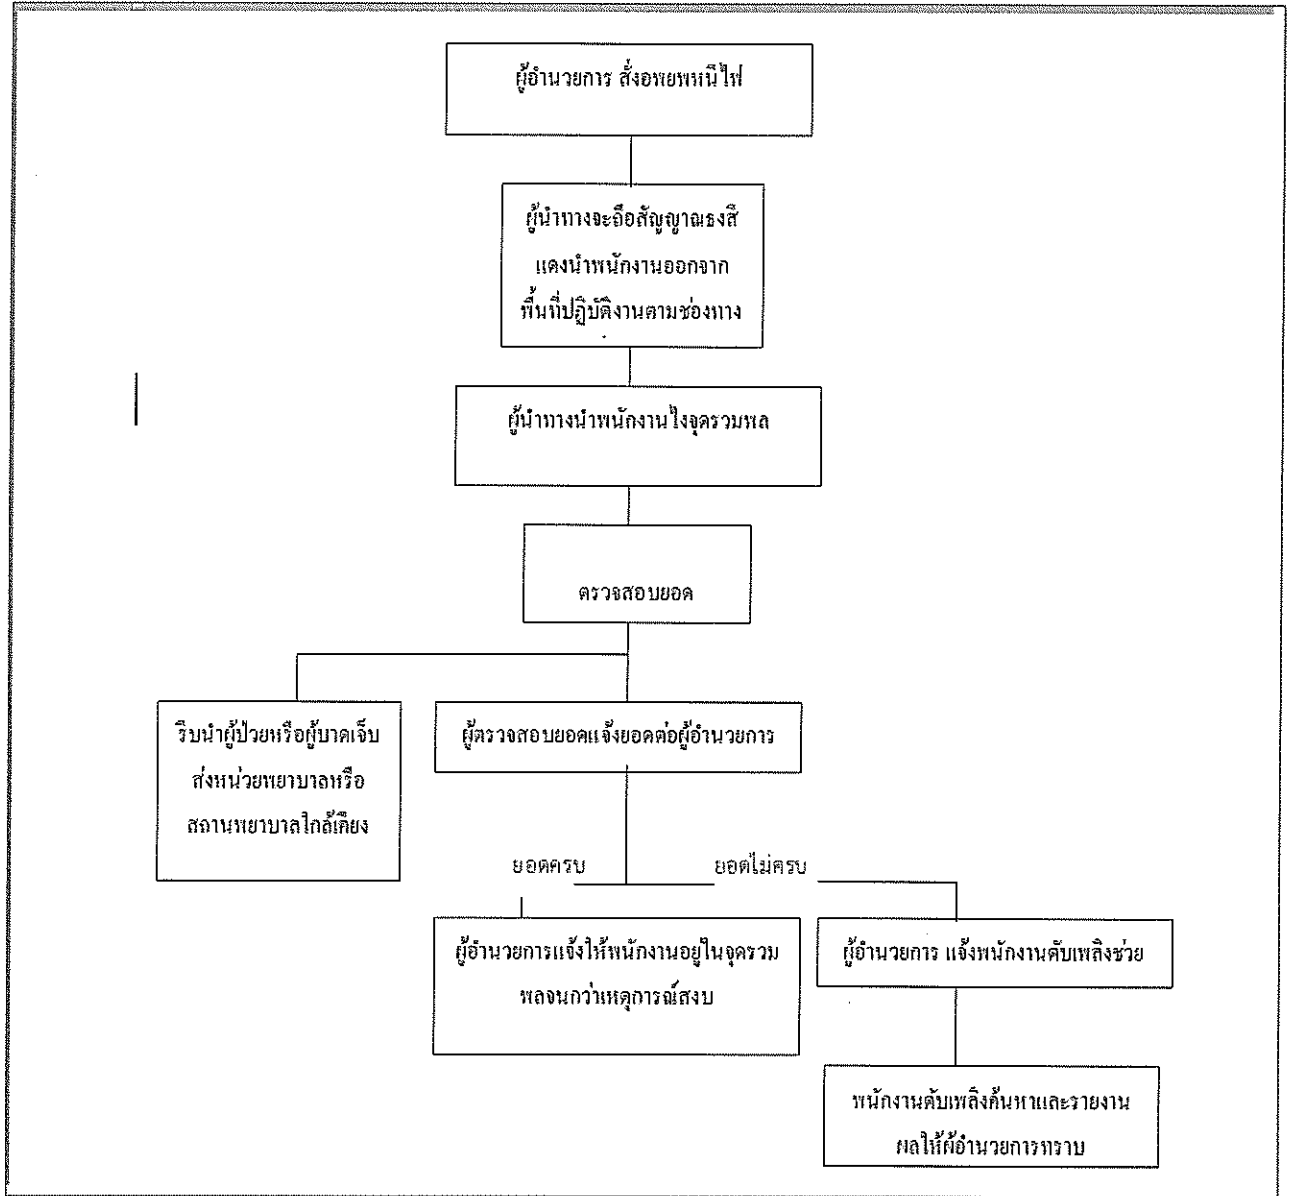 ผู้อำนวยการ สั่งอพยพหนีไฟ
ผู้นำทางจะถือสัญญาณธงสี
แดงนำพนักงานออกจาก
พื้นที่ปฏิบัติงานตามช่องทาง
ผู้นำทางนำพนักงานไงจุดรวมพล
ตรวจสอบยอด
รีบนำผู้ป่วยหรือผู้บาดเจ็บ
ส่งหน่วยพยาบาลหรือ
สถานพยาบาลใกล้เคียง
ผู้ตรวจสอบยอดแจ้งยอดต่อผู้อำนวยการ
ยอดครบ
ยอดไม่ครบ
ผู้อำนวยการแจ้งให้พนักงานอยู่ในจุดรวม
พลจนกว่าเหตุการณ์สงบ
ผู้อำนวยการ แจ้งพนักงานดับเพลิงช่วย
พนักงานดับเพลิงค้นหาและรายงาน
ผลให้ผู้อำนวยการทราบ